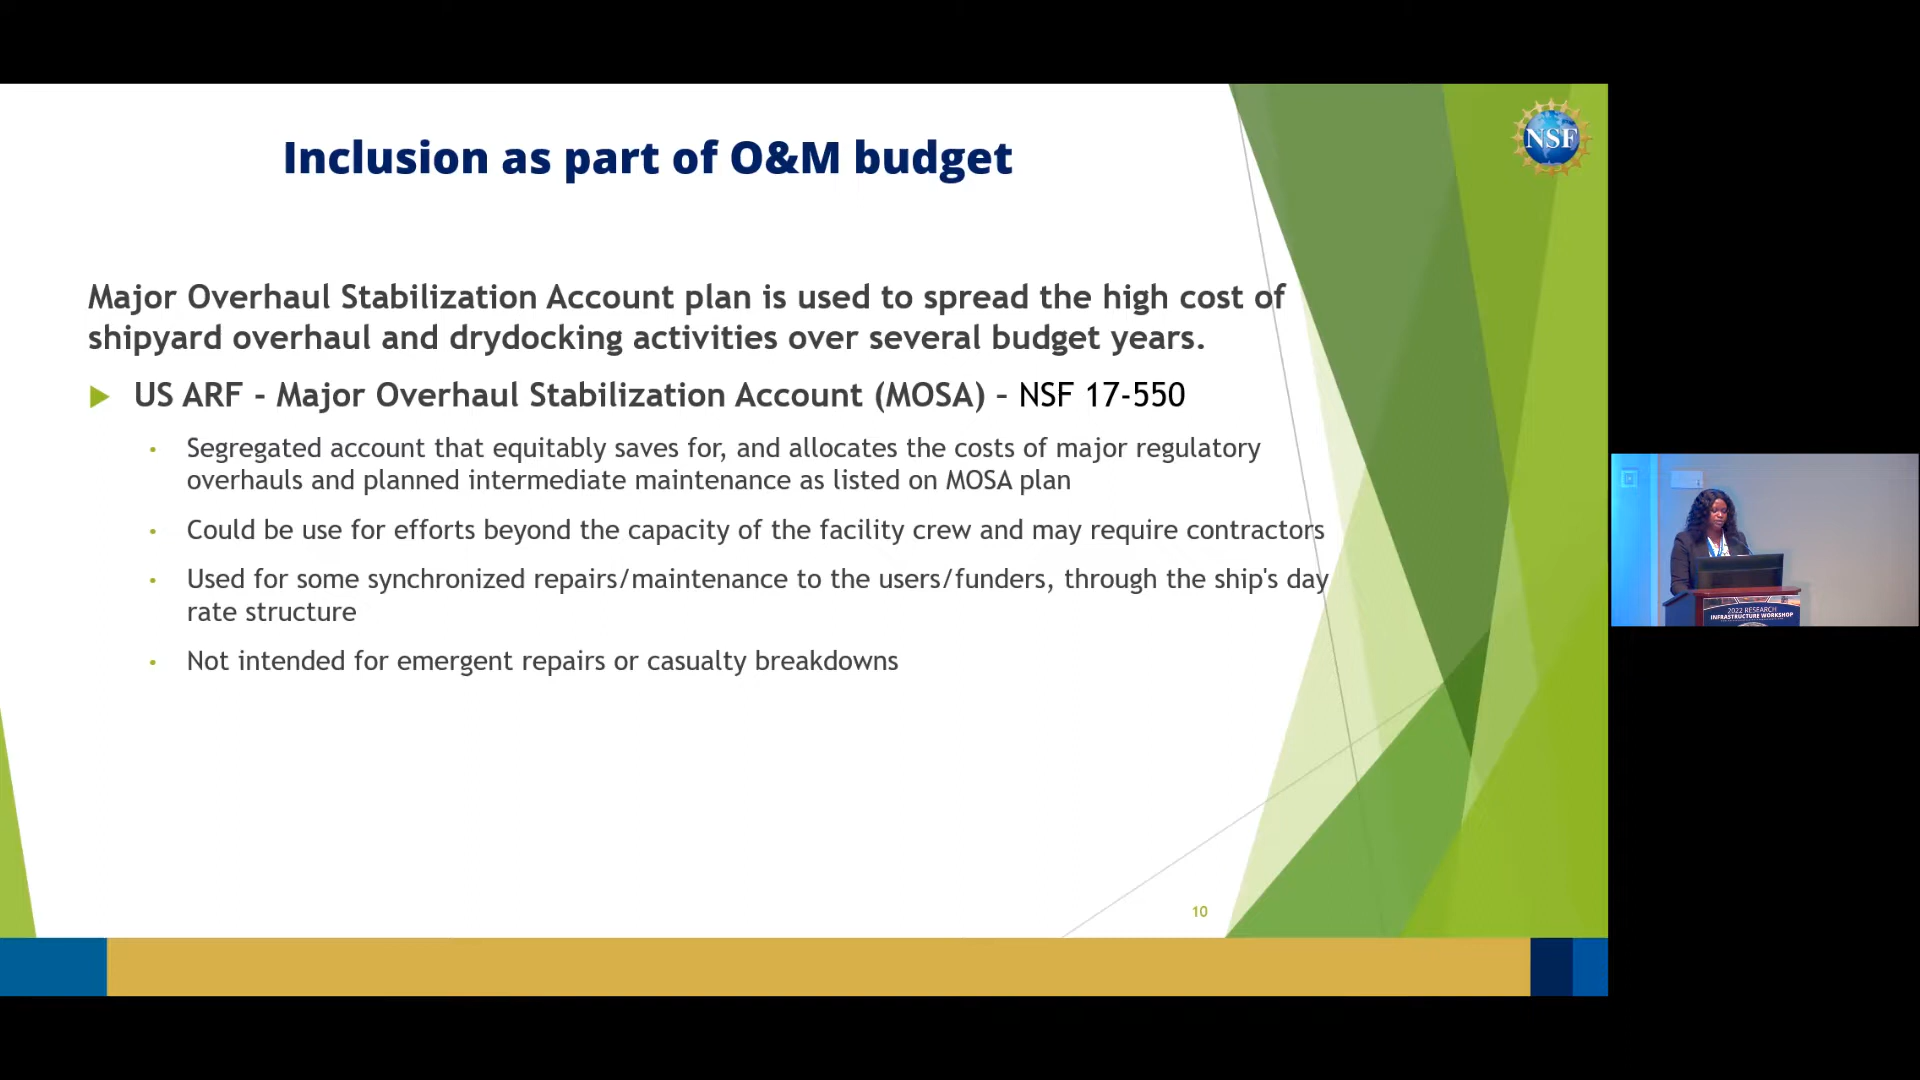 NSF
Inclusion as part of O&M budget
Major Overhaul Stabilization Account plan is used to spread the high cost of
shipyard overhaul and drydocking activities over several budget years.
US ARF - Major Overhaul Stabilization Account (MOSA) – NSF 17-550
• Segregated account that equitably saves for, and allocates the costs of major regulatory
overhauls and planned intermediate maintenance as listed on MOSA plan
• Could be use for efforts beyond the capacity of the facility crew and may require contractors
• Used for some synchronized repairs/maintenance to the users/funders, through the ship's day
rate structure
• Not intended for emergent repairs or casualty breakdowns
10
2022 RESEARCH
INFRASTRUCTURE WORKSHOP